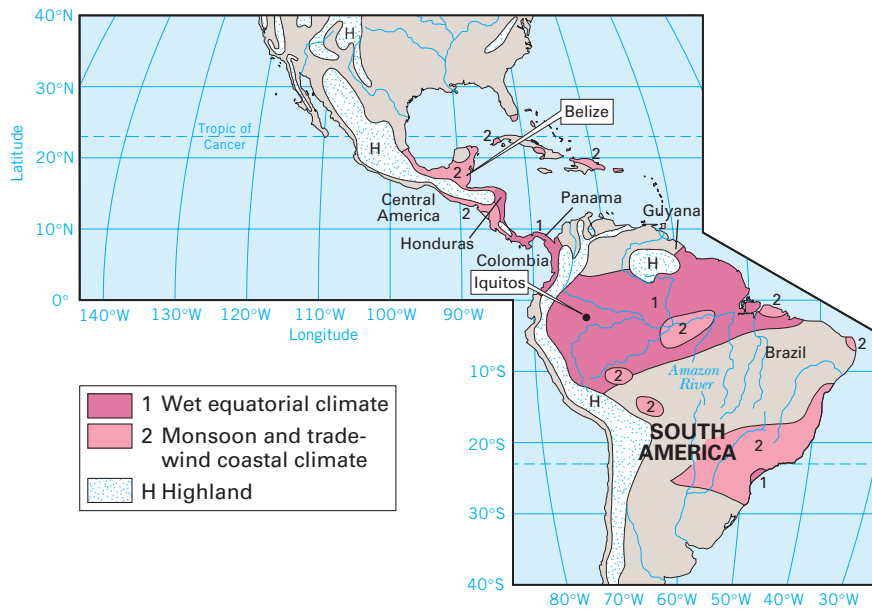 40°N
H
30°N
Belize
Tropic of
Cancer
2
Latitude
20°N
H
2
2
Central
America
2
Panama
Guyana
1
10°N
Honduras
Colombia
H
Iquitos
0°
1
2
140°W
130°W
120°W
110°W
100°W
90°W
Longitude
2
2
Brazil
Amazon
River
10°S
2
H
2
1 Wet equatorial climate
2 Monsoon and trade-
wind coastal climate
H Highland
SOUTH
AMERICA
2
20°S
1
30°S
40°S
80°W
70°W
60°W
50°W
40°W
30°W